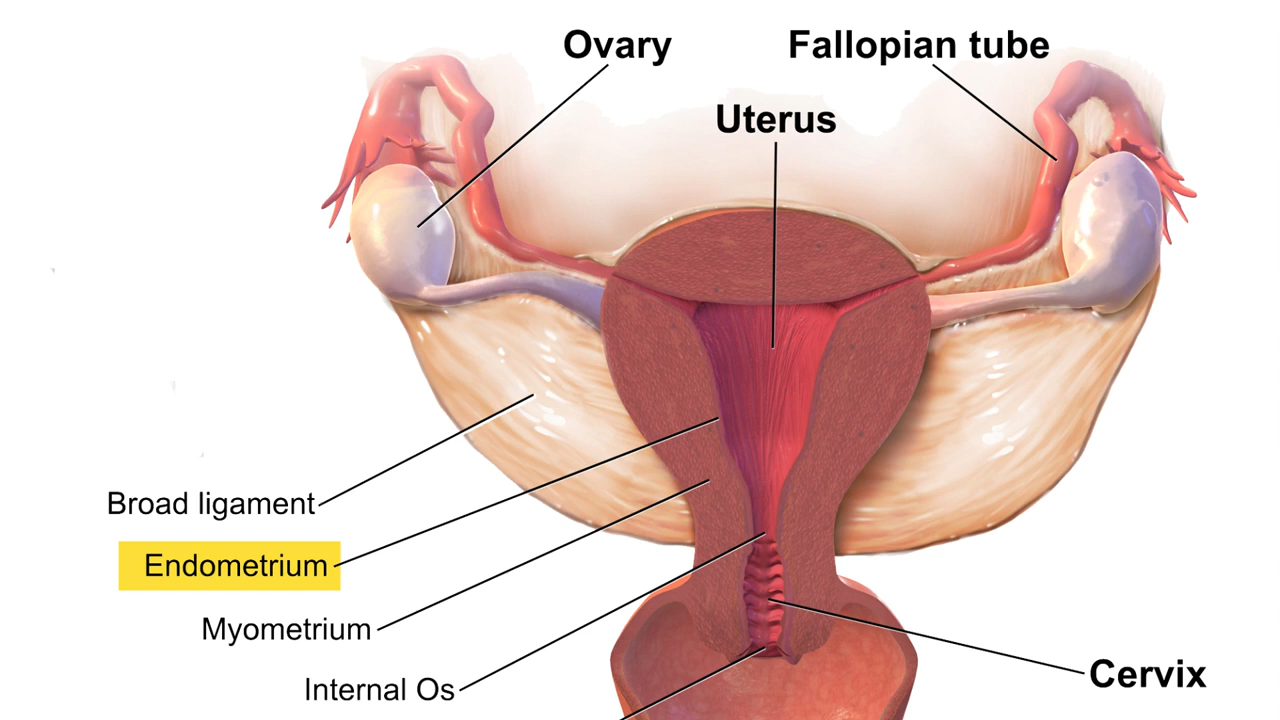 Ovary
Fallopian tube
Uterus
Broad ligament
Endometrium
Myometrium
Internal Os
Cervix